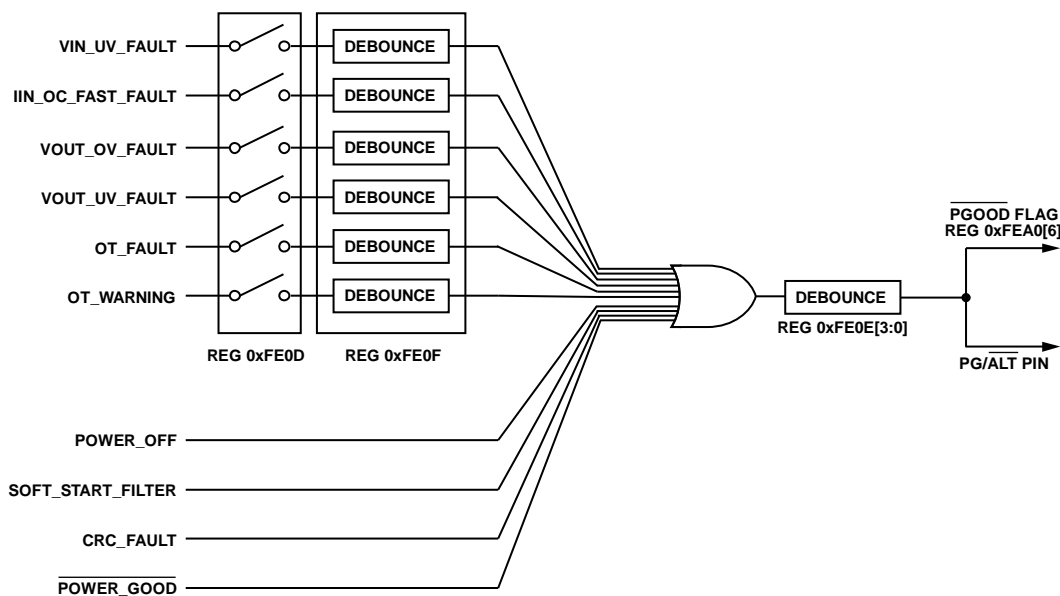 VIN_UV_FAULT
DEBOUNCE
IIN_OC_FAST_FAULT
DEBOUNCE
VOUT_OV_FAULT
DEBOUNCE
VOUT_UV_FAULT
DEBOUNCE
OT_FAULT
DEBOUNCE
OT_WARNING
DEBOUNCE
REG 0xFE0D
REG 0xFE0F
POWER_OFF
SOFT_START_FILTER
CRC_FAULT
POWER_GOOD
DEBOUNCE
REG 0xFE0E[3:0]
PGOOD FLAG
REG 0xFEA0[6]
PG/ALT PIN